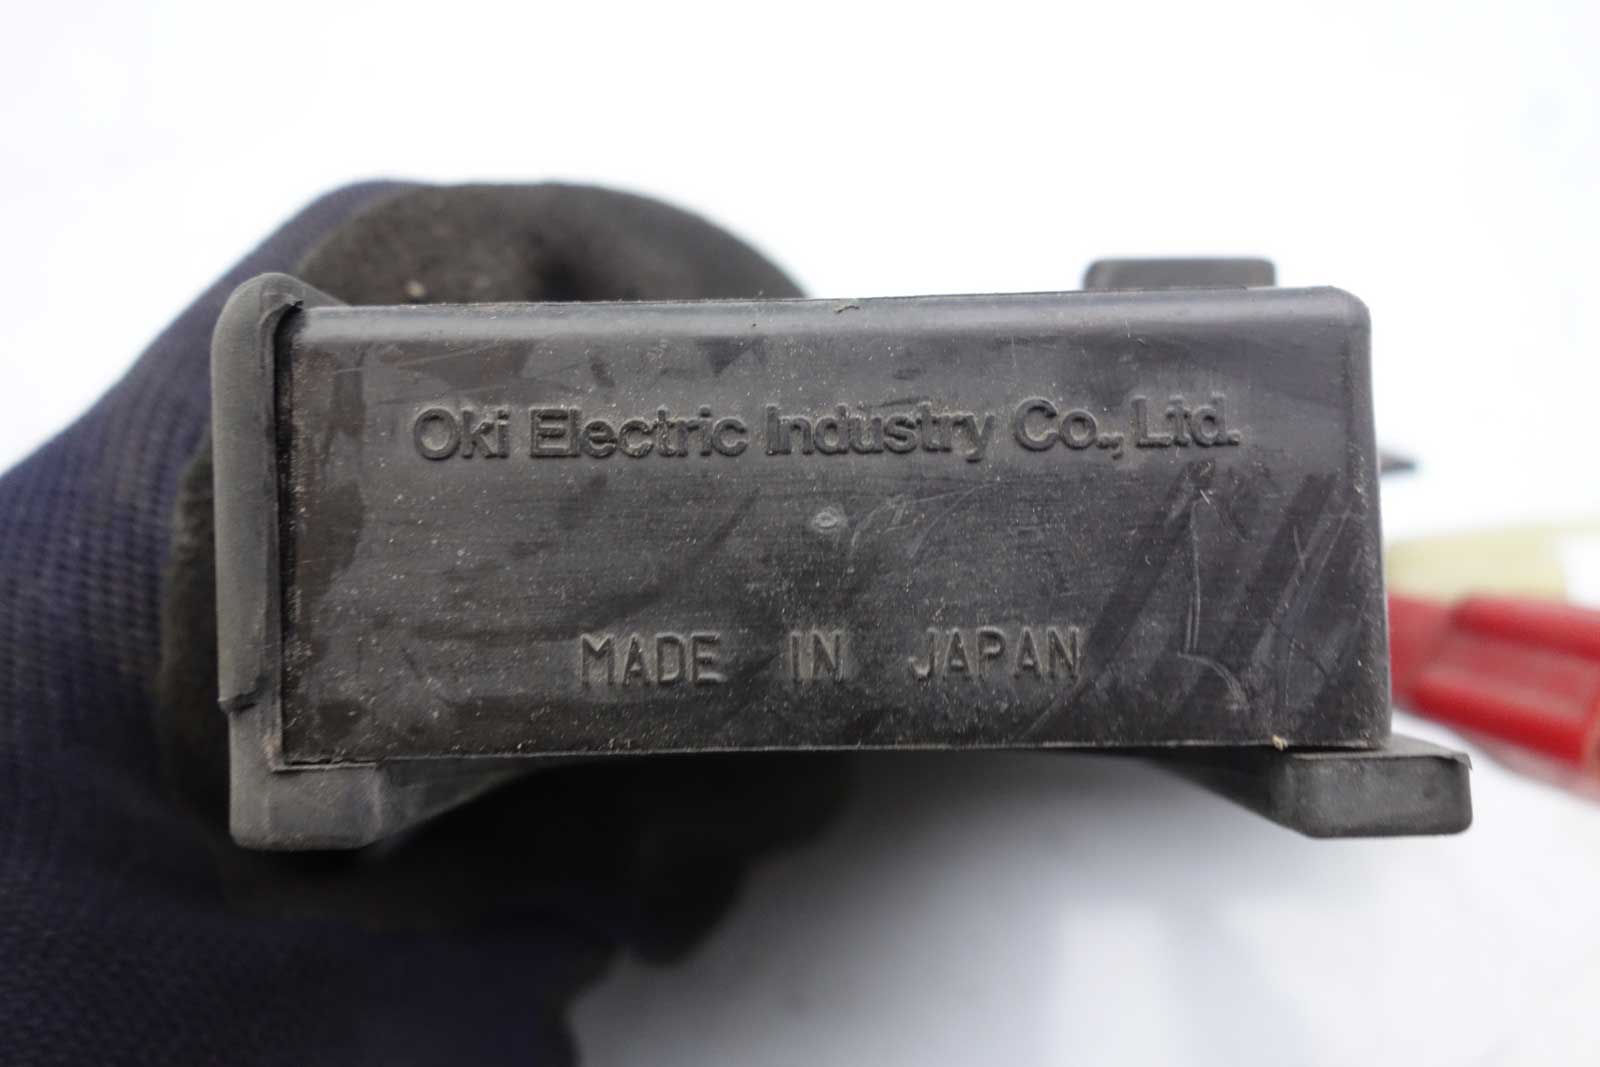 Oki Electric Industry Co., Ltd.
MADE IN JAPAN